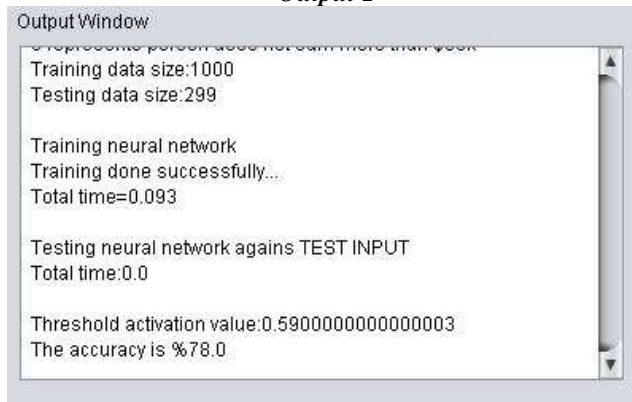 Output Window
Training data size:1000
Testing data size:299
Training neural network
Training done successfully...
Total time=0.093
Testing neural network agains TEST INPUT
Total time:0.0
Threshold activation value:0.5900000000000003
The accuracy is %78.0